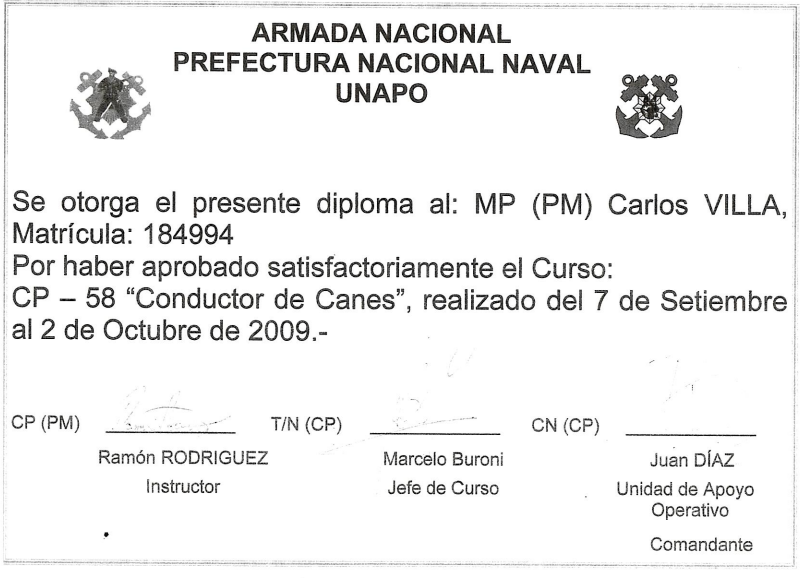 ARMADA NACIONAL
PREFECTURA NACIONAL NAVAL
UNAPO
Se otorga el presente diploma al: MP (PM) Carlos VILLA,
Matrícula: 184994
Por haber aprobado satisfactoriamente el Curso:
CP – 58 “Conductor de Canes”, realizado del 7 de Setiembre
al 2 de Octubre de 2009.-
CP (PM) T/N (CP) CN (CP)
Ramón RODRIGUEZ Marcelo Buroni Juan DÍAZ
Instructor Jefe de Curso Unidad de Apoyo
Operativo
Comandante